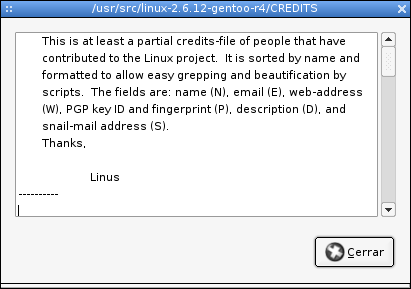 /usr/src/linux-2.6.12-gentoo-r4/CREDITS
This is at least a partial credits-file of people that have
contributed to the Linux project.  It is sorted by name and
formatted to allow easy grepping and beautification by
scripts.  The fields are: name (N), email (E), web-address
(W), PGP key ID and fingerprint (P), description (D), and
snail-mail address (S).
Thanks,
Linus
----------
Cerrar